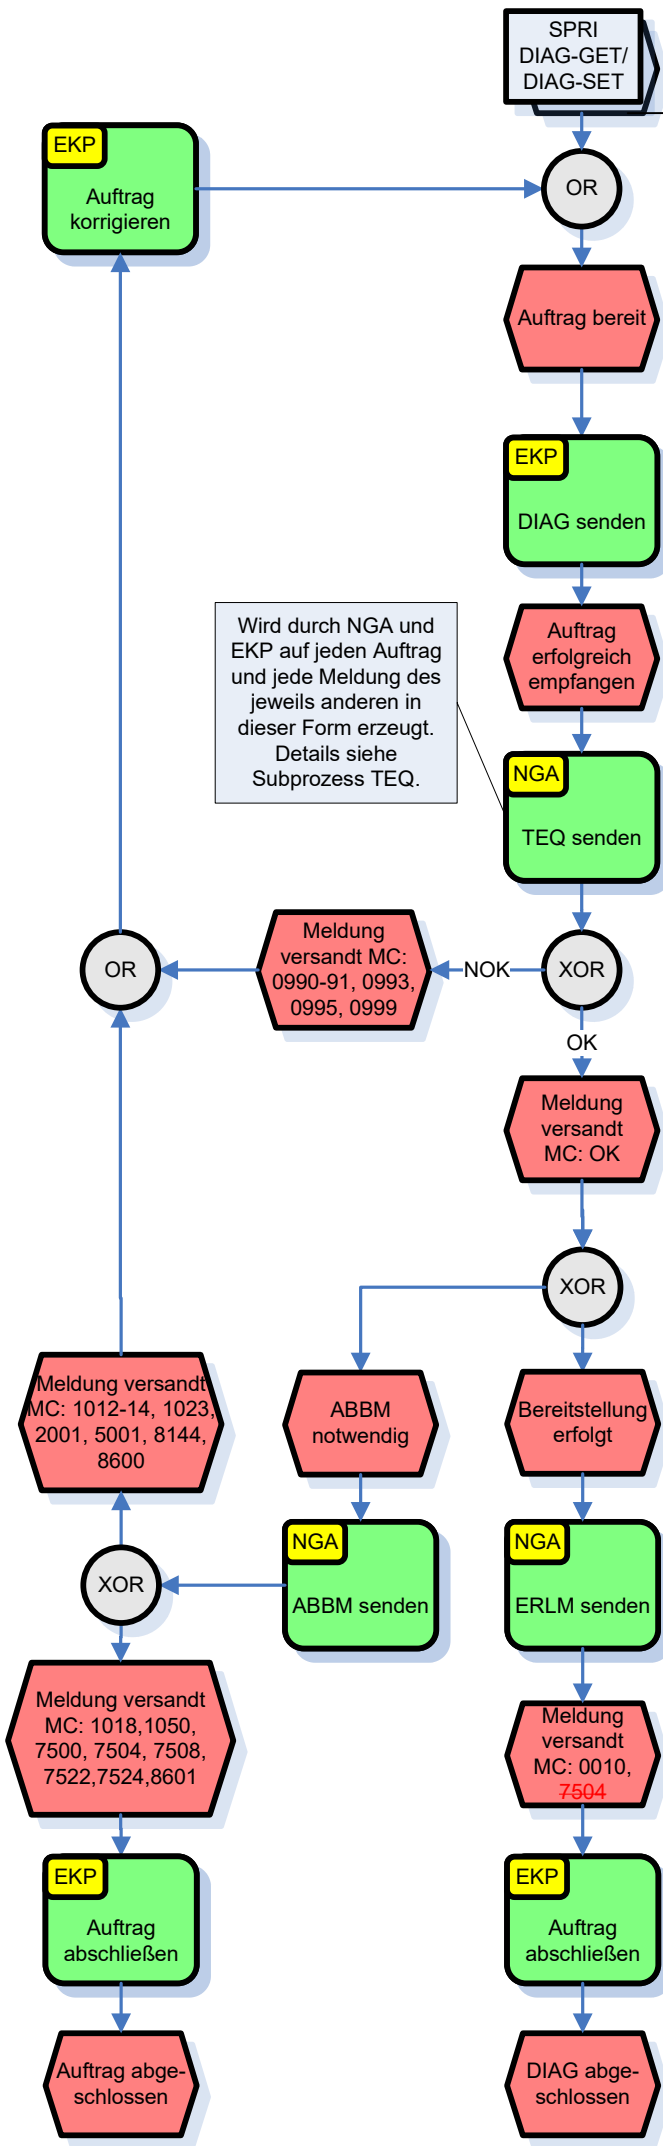 SPRI
DIAG-GET/
DIAG-SET
EKP
Auftrag
korrigieren
OR
Auftrag bereit
EKP
DIAG senden
Auftrag
erfolgreich
empfangen
Wird durch NGA und
EKP auf jeden Auftrag
und jede Meldung des
jeweils anderen in
dieser Form erzeugt.
Details siehe
Subprozess TEQ.
NGA
TEQ senden
OR
Meldung
versandt MC:
0990-91, 0993,
0995, 0999
NOK
XOR
OK
Meldung
versandt
MC: OK
XOR
Meldung versandt
MC: 1012-14, 1023,
2001, 5001, 8144,
8600
ABBM
notwendig
Bereitstellung
erfolgt
XOR
NGA
ABBM senden
NGA
ERLM senden
Meldung versandt
MC: 1018,1050,
7500, 7504, 7508,
7522,7524,8601
Meldung
versandt
MC: 0010,
7504
EKP
Auftrag
abschließen
EKP
Auftrag
abschließen
Auftrag abge-
schlossen
DIAG abge-
schlossen